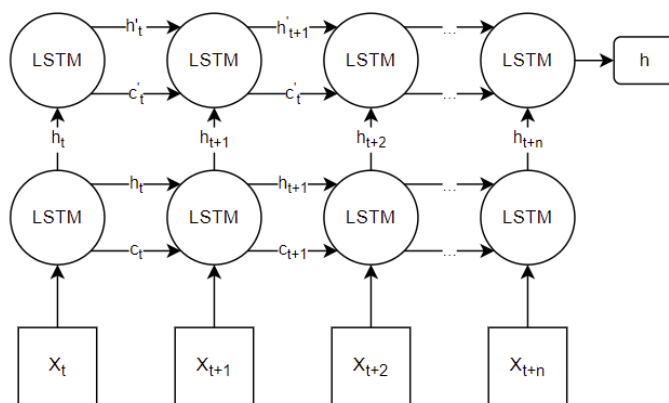 h'ₜ h'ₜ₊₁ ...
LSTM LSTM LSTM LSTM h
c'ₜ c'ₜ ...
hₜ hₜ₊₁ hₜ₊₂ hₜ₊ₙ
hₜ hₜ₊₁ ...
LSTM LSTM LSTM LSTM
cₜ cₜ₊₁ ...
Xₜ Xₜ₊₁ Xₜ₊₂ Xₜ₊ₙ